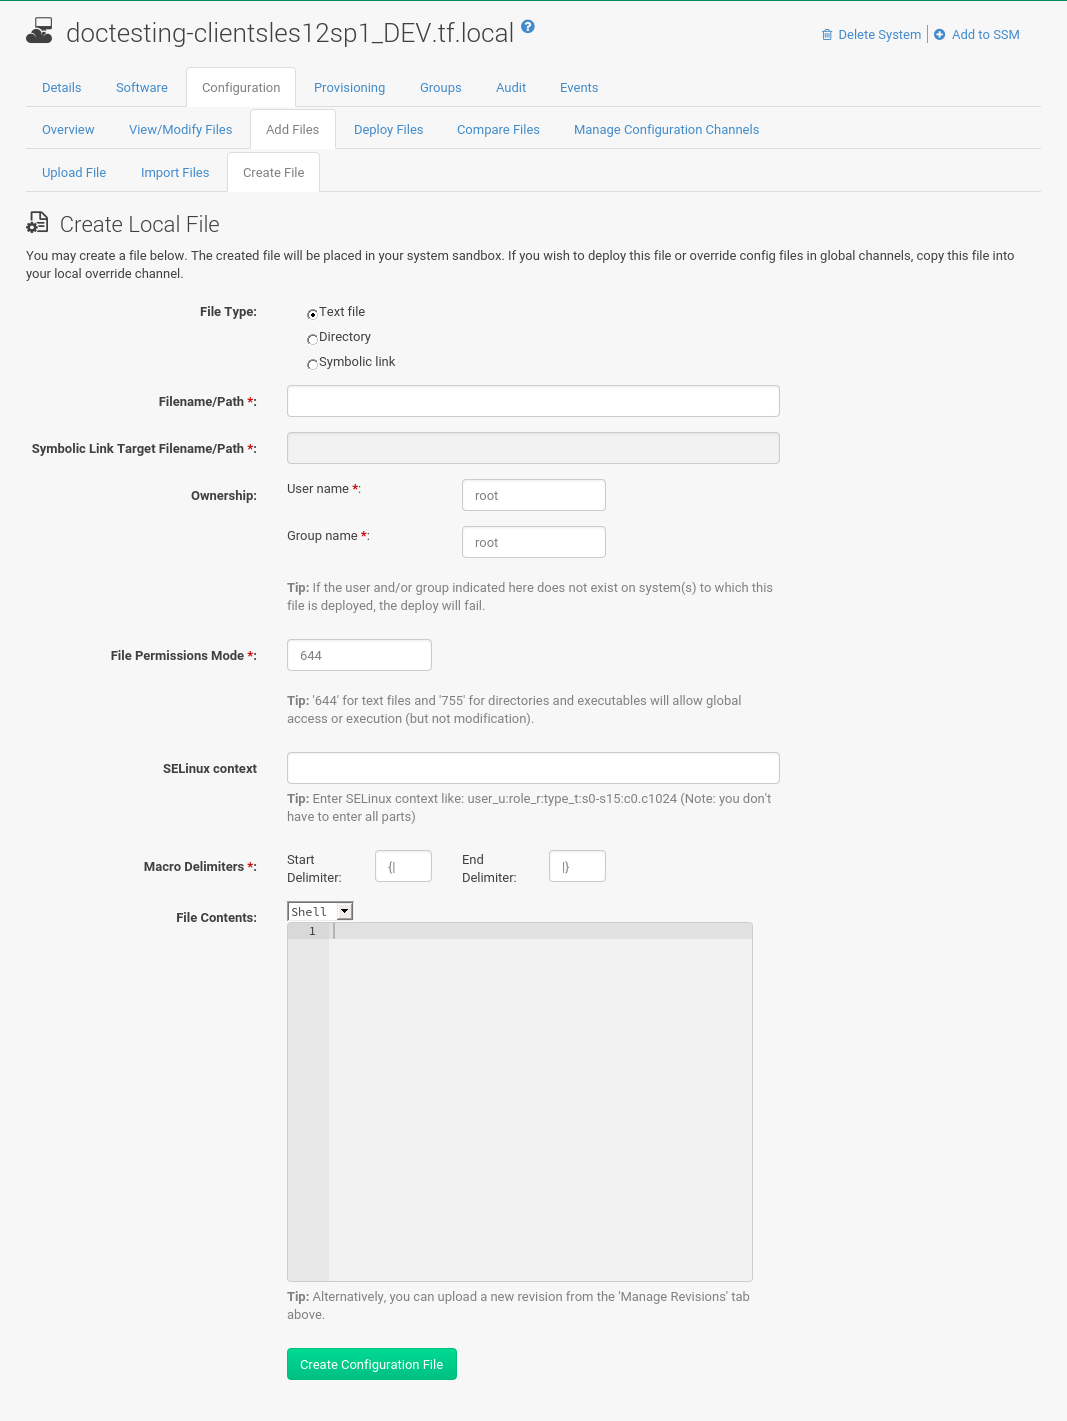 doctesting-clientsles12sp1_DEV.tf.local ?
Delete System
Add to SSM
Details Software Configuration Provisioning Groups Audit Events
Overview View/Modify Files Add Files Deploy Files Compare Files Manage Configuration Channels
Upload File Import Files Create File
Create Local File
You may create a file below. The created file will be placed in your system sandbox. If you wish to deploy this file or override config files in global channels, copy this file into
your local override channel.
File Type:
Text file
Directory
Symbolic link
Filename/Path *:
Symbolic Link Target Filename/Path *:
Ownership:
User name *:
root
Group name *:
root
Tip: If the user and/or group indicated here does not exist on system(s) to which this
file is deployed, the deploy will fail.
File Permissions Mode *:
644
Tip: '644' for text files and '755' for directories and executables will allow global
access or execution (but not modification).
SELinux context
Tip: Enter SELinux context like: user_u:role_r:type_t:s0-s15:c0.c1024 (Note: you don't
have to enter all parts)
Macro Delimiters *:
Start
Delimiter:
{|
End
Delimiter:
|}
File Contents:
Shell
1
Tip: Alternatively, you can upload a new revision from the 'Manage Revisions' tab
above.
Create Configuration File